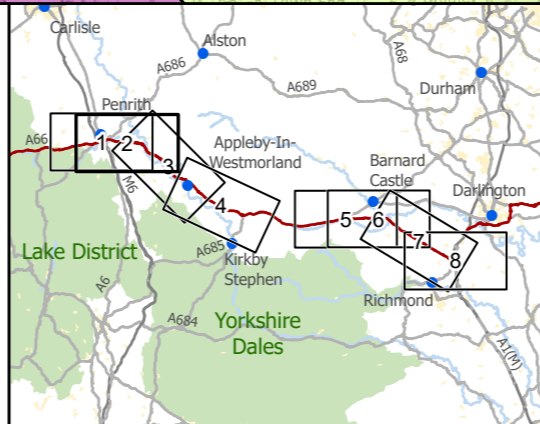 Carlisle
Alston
A686
A689
A68
Durham
Penrith
A66
1
2
3
Appleby-In-
Westmorland
Barnard
Castle
Darlington
4
5
6
7
8
M6
Lake District
A685
Kirkby
Stephen
Richmond
A6
A684
Yorkshire
Dales
A1(M)